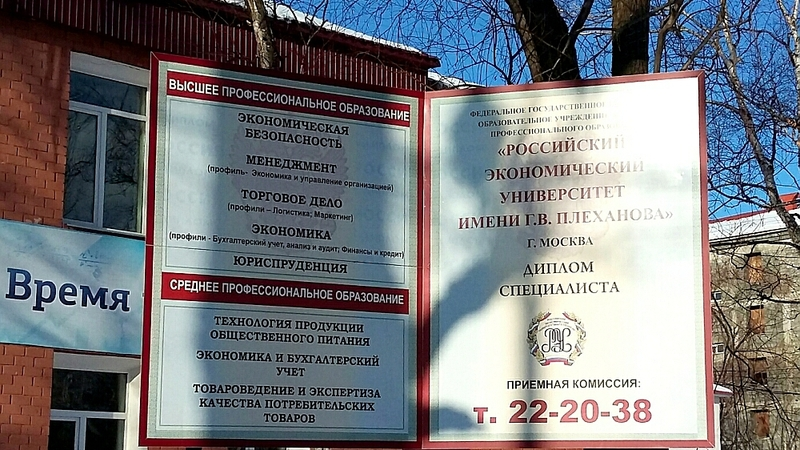 ВЫСШЕЕ ПРОФЕССИОНАЛЬНОЕ ОБРАЗОВАНИЕ
ЭКОНОМИЧЕСКАЯ
БЕЗОПАСНОСТЬ
МЕНЕДЖМЕНТ
(профиль- Экономика и управление организацией)
ТОРГОВОЕ ДЕЛО
(профили – Логистика; Маркетинг)
ЭКОНОМИКА
(профили - Бухгалтерский учет, анализ и аудит; Финансы и кредит)
ЮРИСПРУДЕНЦИЯ
СРЕДНЕЕ ПРОФЕССИОНАЛЬНОЕ ОБРАЗОВАНИЕ
ТЕХНОЛОГИЯ ПРОДУКЦИИ
ОБЩЕСТВЕННОГО ПИТАНИЯ
ЭКОНОМИКА И БУХГАЛТЕРСКИЙ
УЧЕТ
ТОВАРОВЕДЕНИЕ И ЭКСПЕРТИЗА
КАЧЕСТВА ПОТРЕБИТЕЛЬСКИХ
ТОВАРОВ
ФЕДЕРАЛЬНОЕ ГОСУДАРСТВЕННОЕ
ОБРАЗОВАТЕЛЬНОЕ УЧРЕЖДЕНИЕ
ПРОФЕССИОНАЛЬНОГО
«РОССИЙСКИЙ
ЭКОНОМИЧЕСКИЙ
УНИВЕРСИТЕТ
ИМЕНИ Г.В. ПЛЕХАНОВА»
Г. МОСКВА
ДИПЛОМ
СПЕЦИАЛИСТА
ПРИЕМНАЯ КОМИССИЯ:
т. 22-20-38
Время